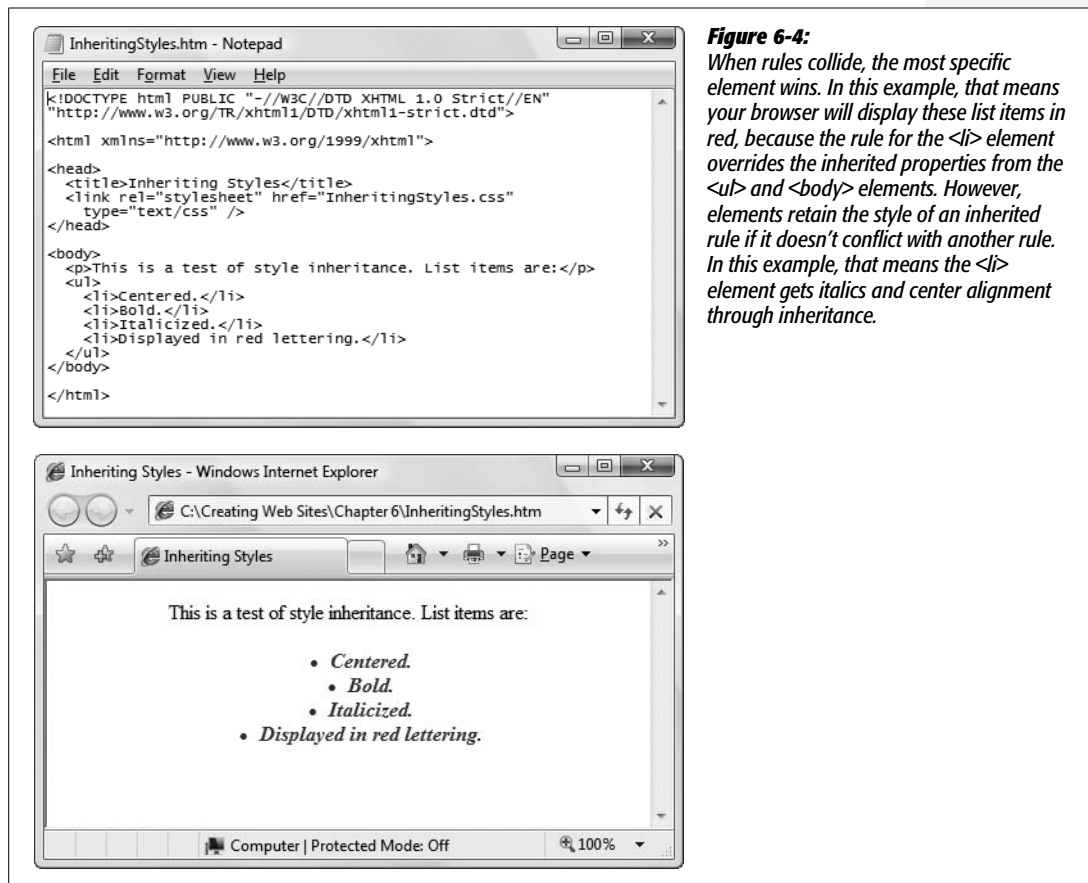 InheritingStyles.htm - Notepad
File Edit Format View Help
<!DOCTYPE html PUBLIC "-//W3C//DTD XHTML 1.0 Strict//EN"
"http://www.w3.org/TR/xhtml1/DTD/xhtml1-strict.dtd">
<html xmlns="http://www.w3.org/1999/xhtml">
<head>
<title>Inheriting Styles</title>
<link rel="stylesheet" href="InheritingStyles.css"
type="text/css" />
</head>
<body>
<p>This is a test of style inheritance. List items are:</p>
<ul>
<li>Centered.</li>
<li>Bold.</li>
<li>Italicized.</li>
<li>Displayed in red lettering.</li>
</ul>
</body>
</html>
Inheriting Styles - Windows Internet Explorer
C:\Creating Web Sites\Chapter 6\InheritingStyles.htm
Inheriting Styles
Page
This is a test of style inheritance. List items are:
• Centered.
• Bold.
• Italicized.
• Displayed in red lettering.
Computer | Protected Mode: Off
100%
Figure 6-4:
When rules collide, the most specific
element wins. In this example, that means
your browser will display these list items in
red, because the rule for the <li> element
overrides the inherited properties from the
<ul> and <body> elements. However,
elements retain the style of an inherited
rule if it doesn't conflict with another rule.
In this example, that means the <li>
element gets italics and center alignment
through inheritance.